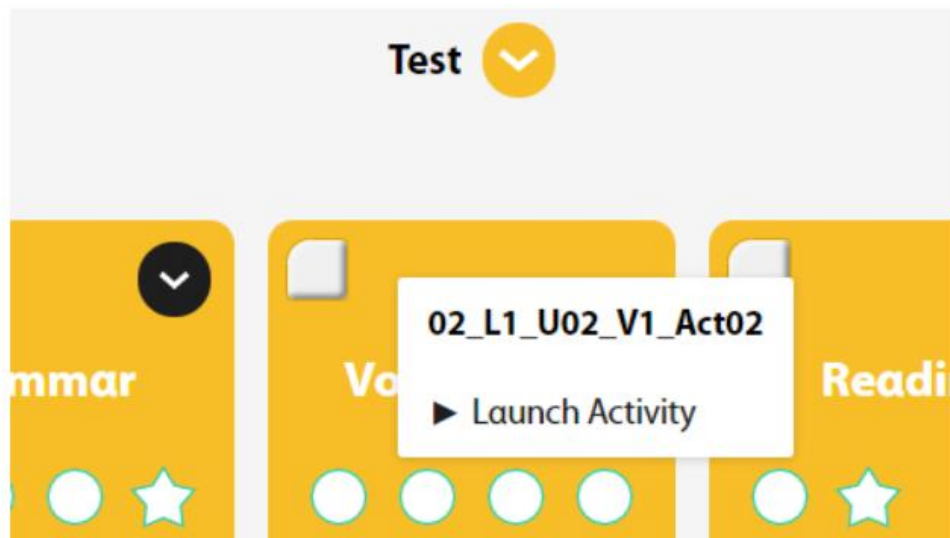 Test
02_L1_U02_V1_Act02
mmar
Vo
Readi
► Launch Activity